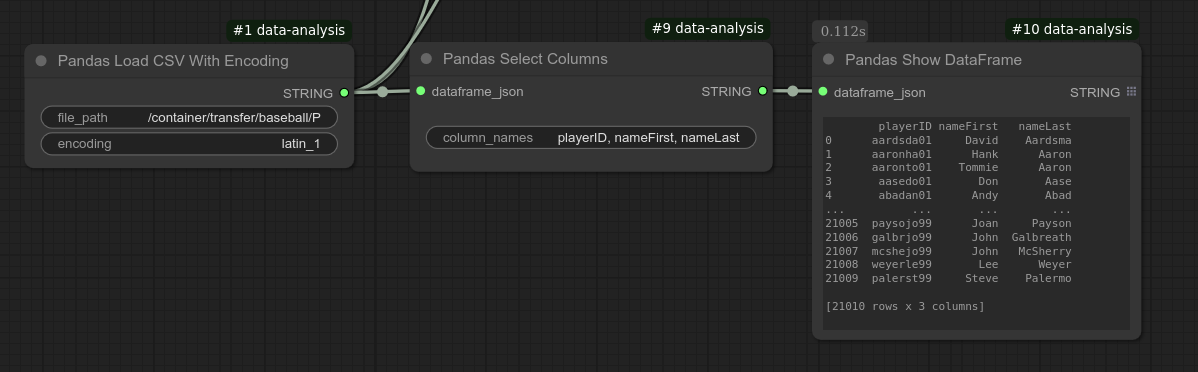 #1 data-analysis
Pandas Load CSV With Encoding
STRING
file_path /container/transfer/baseball/P
encoding latin_1
#9 data-analysis
Pandas Select Columns
dataframe_json STRING
column_names playerID, nameFirst, nameLast
0.112s #10 data-analysis
Pandas Show DataFrame
dataframe_json STRING
playerID nameFirst nameLast
0 aardsda01 David Aardsma
1 aaronha01 Hank Aaron
2 aaronto01 Tommie Aaron
3 aasedo01 Don Aase
4 abadan01 Andy Abad
... ... ... ...
21005 paysojo99 Joan Payson
21006 galbrjo99 John Galbreath
21007 mcshejo99 John McSherry
21008 weyerle99 Lee Weyer
21009 palerst99 Steve Palermo
[21010 rows x 3 columns]